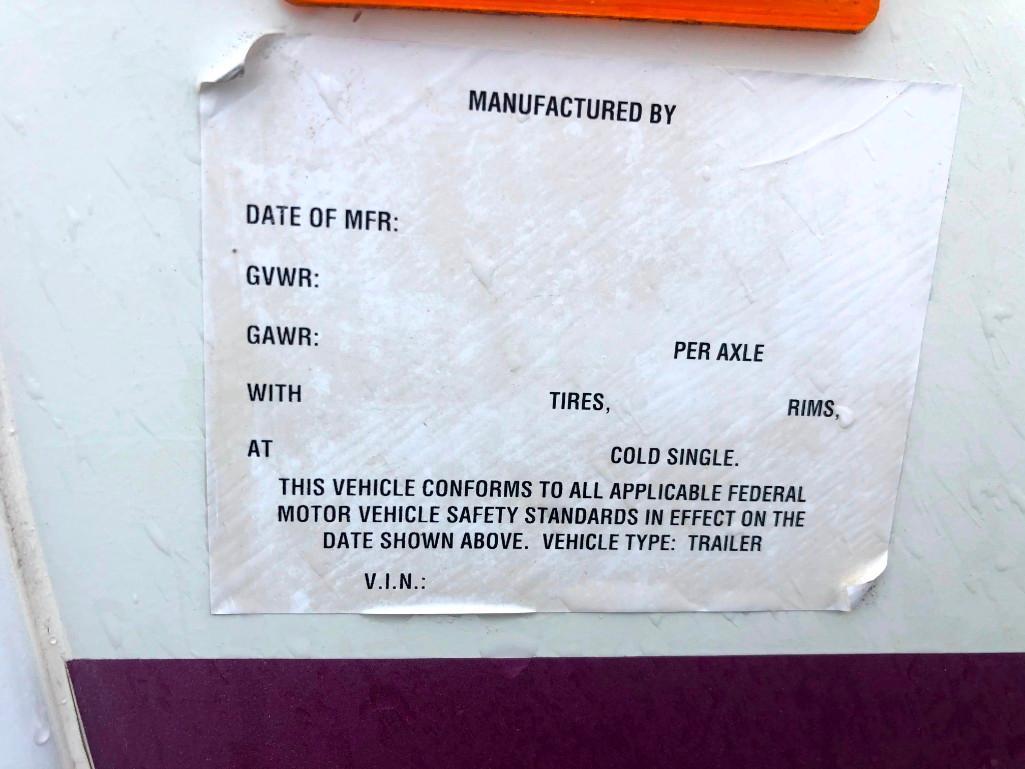 MANUFACTURED BY
DATE OF MFR:
GVWR:
GAWR: PER AXLE
WITH TIRES, RIMS,
AT COLD SINGLE.
THIS VEHICLE CONFORMS TO ALL APPLICABLE FEDERAL
MOTOR VEHICLE SAFETY STANDARDS IN EFFECT ON THE
DATE SHOWN ABOVE. VEHICLE TYPE: TRAILER
V.I.N.: